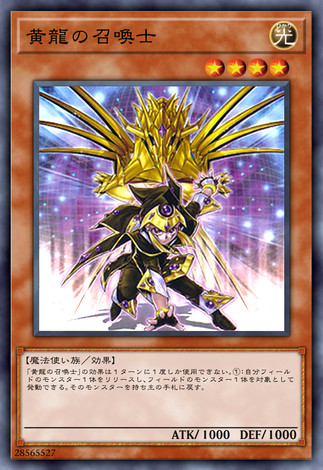 黄龍の召喚士
光
【魔法使い族／効果】
「黄龍の召喚士」の効果は１ターンに１度しか使用できない。①：自分フィー
ルドのモンスター１体をリリースし、フィールドのモンスター１体を対象として
発動できる。そのモンスターを持ち主の手札に戻す。
ATK/ 1000 DEF/ 1000
28565527